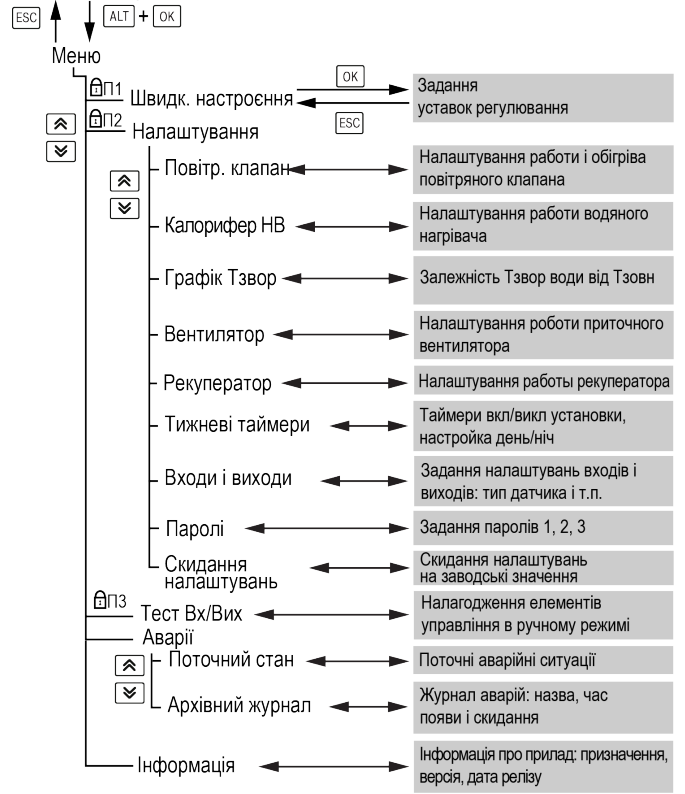 ESC
ALT + OK
Меню
П1
Швидк. настроєння
OK
ESC
Задання
уставок регулювання
П2
Налаштування
Повітр. клапан
Налаштування работи і обігріва
повітряного клапана
Калорифер НВ
Налаштування работи водяного
нагрівача
Графік Тзвор
Залежність Тзвор води від Тзовн
Вентилятор
Налаштування роботи приточного
вентилятора
Рекуператор
Налаштування работы рекуператора
Тижневі таймери
Таймери вкл/викл установки,
настройка день/ніч
Входи і виходи
Задання налаштувань входів і
виходів: тип датчика і т.п.
Паролі
Задання паролів 1, 2, 3
Скидання
налаштувань
Скидання налаштувань
на заводські значення
П3
Тест Вх/Вих
Налагодження елементів
управління в ручному режимі
Аварії
Поточний стан
Поточні аварійні ситуації
Архівний журнал
Журнал аварій: назва, час
появи і скидання
Інформація
Інформація про прилад: призначення,
версія, дата релізу